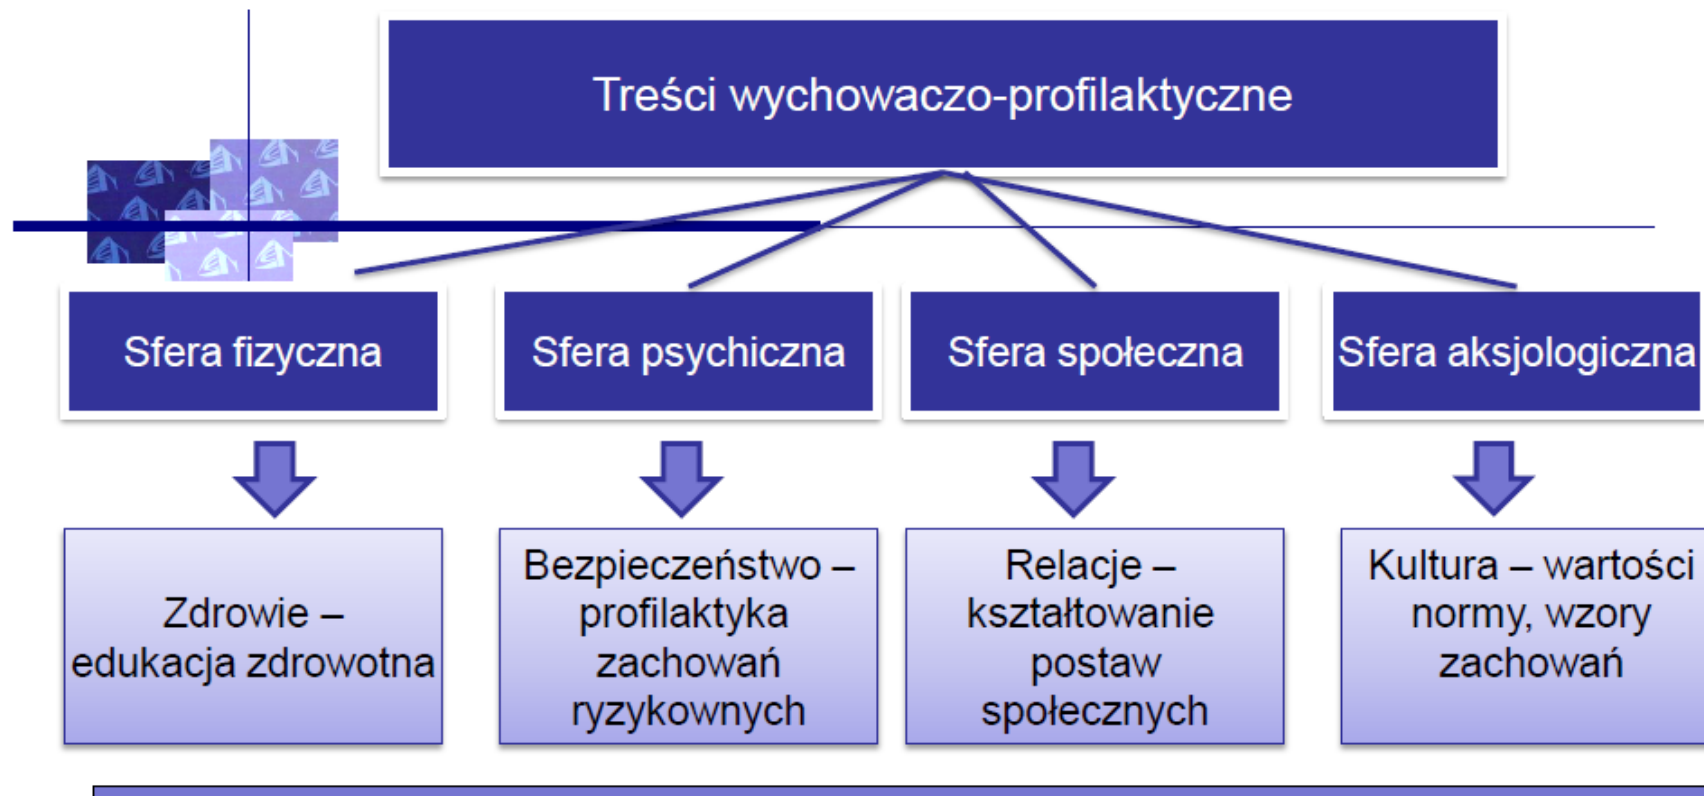 Treści wychowaczo-profilaktyczne
Sfera fizyczna
Sfera psychiczna
Sfera społeczna
Sfera aksjologiczna
Zdrowie –
edukacja zdrowotna
Bezpieczeństwo –
profilaktyka
zachowań
ryzykownych
Relacje –
kształtowanie
postaw
społecznych
Kultura – wartości
normy, wzory
zachowań